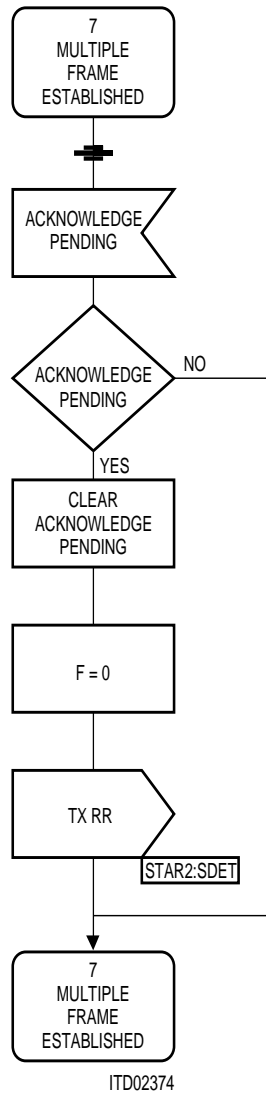 7
MULTIPLE
FRAME
ESTABLISHED
ACKNOWLEDGE
PENDING
ACKNOWLEDGE
PENDING
NO
YES
CLEAR
ACKNOWLEDGE
PENDING
F = 0
TX RR
STAR2:SDET
7
MULTIPLE
FRAME
ESTABLISHED
ITD02374